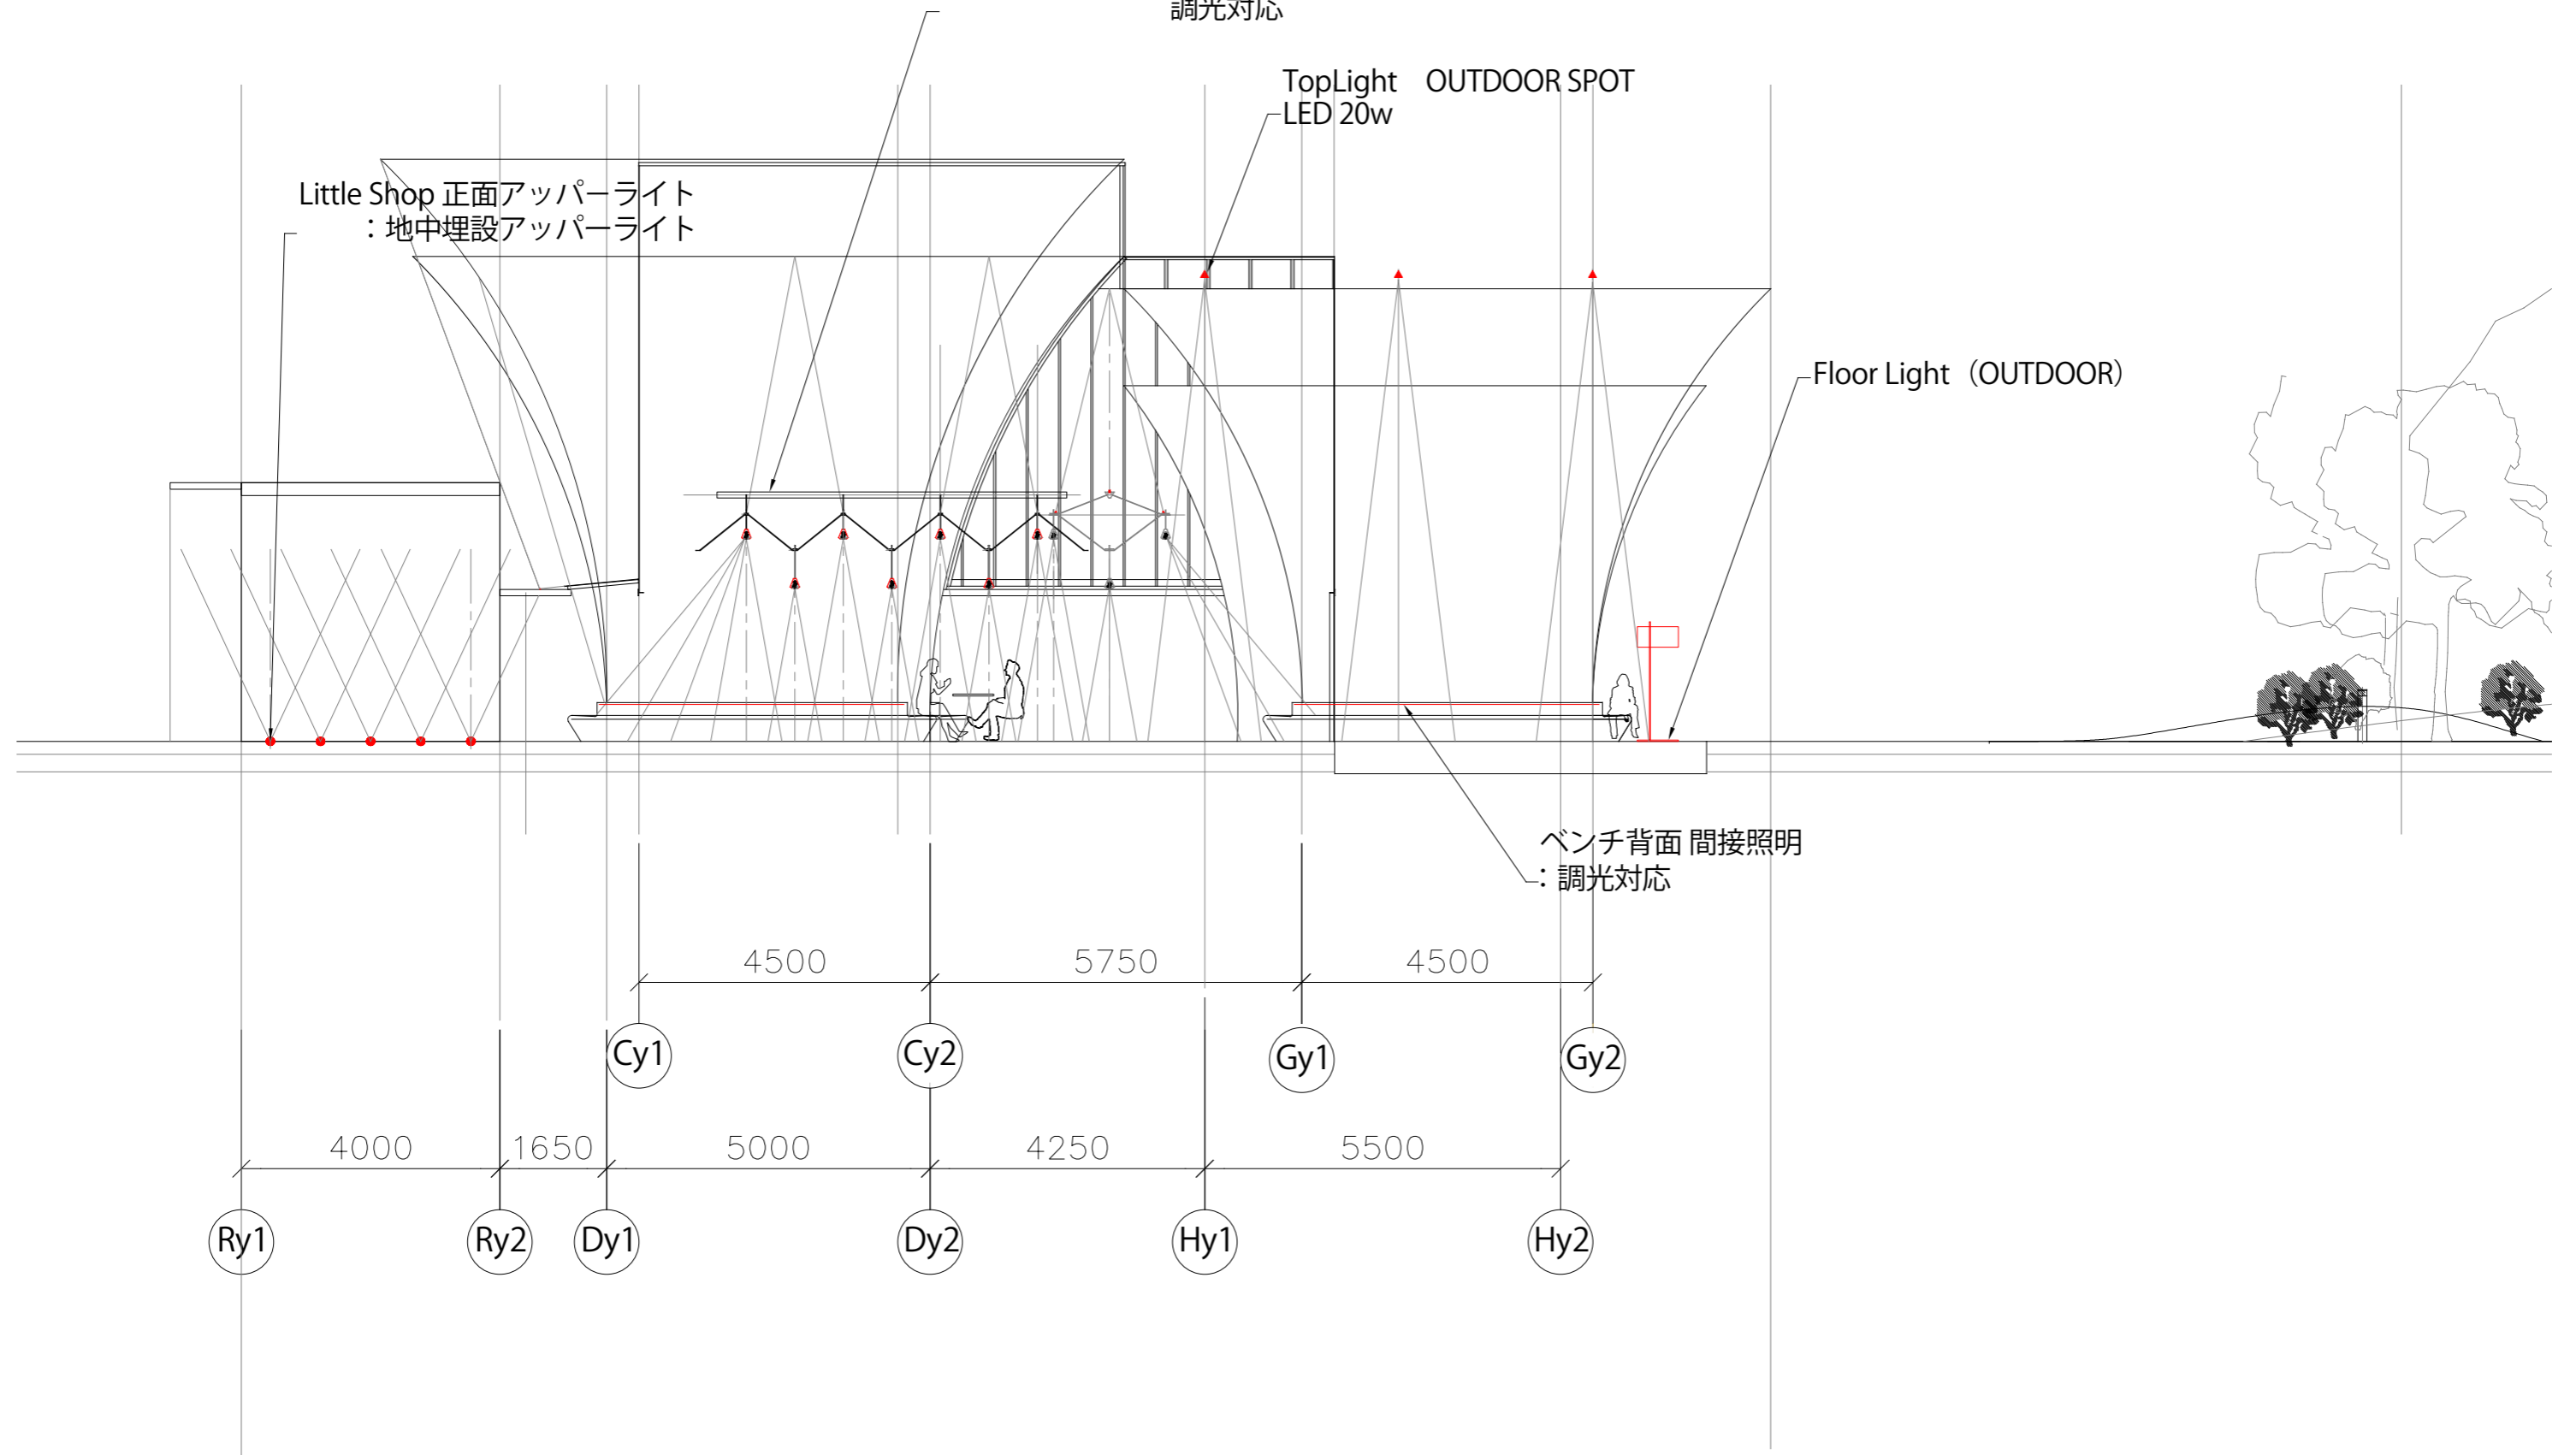 調光対応
TopLight　OUTDOOR SPOT
LED 20w
Little Shop 正面アッパーライト
：地中埋設アッパーライト
Floor Light（OUTDOOR）
ベンチ背面 間接照明
：調光対応
4500 5750 4500
Cy1 Cy2 Gy1 Gy2
4000 1650 5000 4250 5500
Ry1 Ry2 Dy1 Dy2 Hy1 Hy2